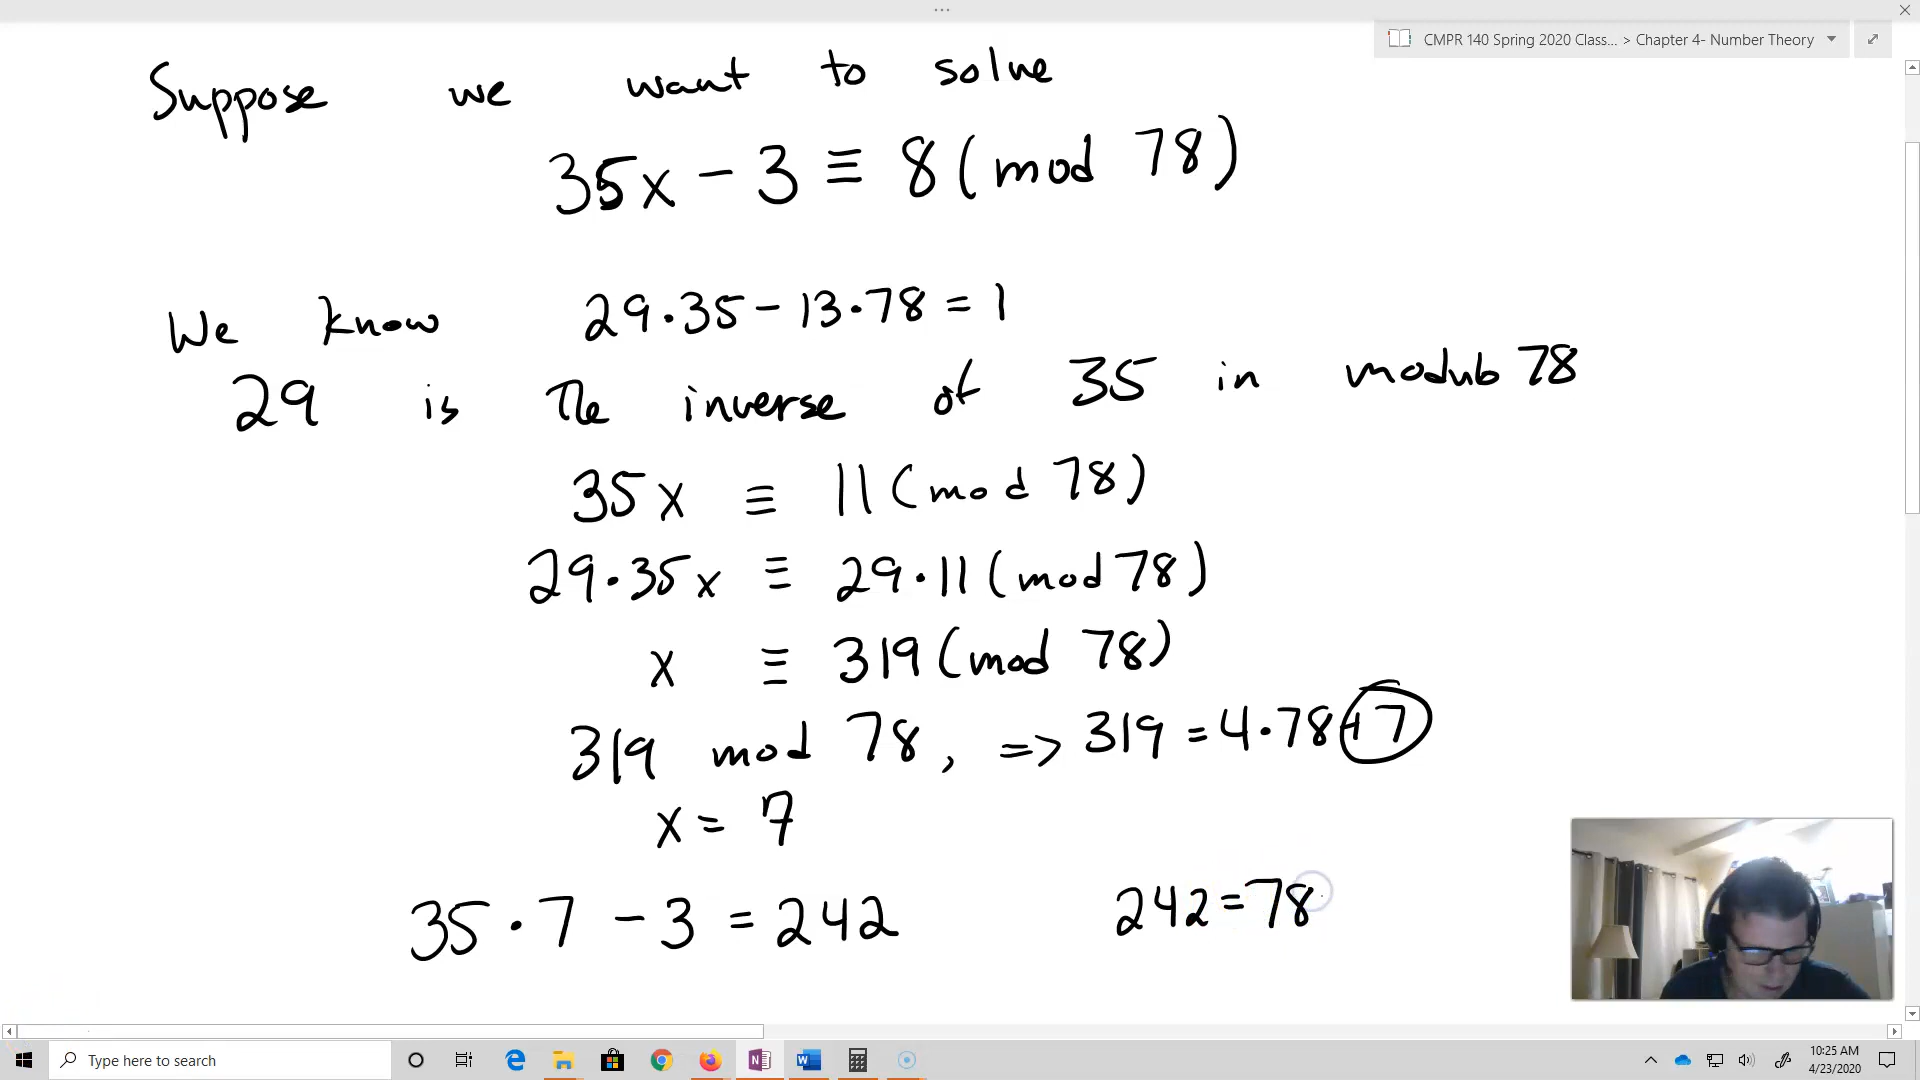 CMPR 140 Spring 2020 Class... > Chapter 4- Number Theory
Suppose we want to solve
35x - 3 ≡ 8 (mod 78)
We know 29·35 - 13·78 = 1
29 is the inverse of 35 in modulo 78
35x ≡ 11 (mod 78)
29·35x ≡ 29·11 (mod 78)
x ≡ 319 (mod 78)
319 mod 78, => 319 = 4·78+7
x = 7
35·7 - 3 = 242 242 = 78
Type here to search
10:25 AM
4/23/2020